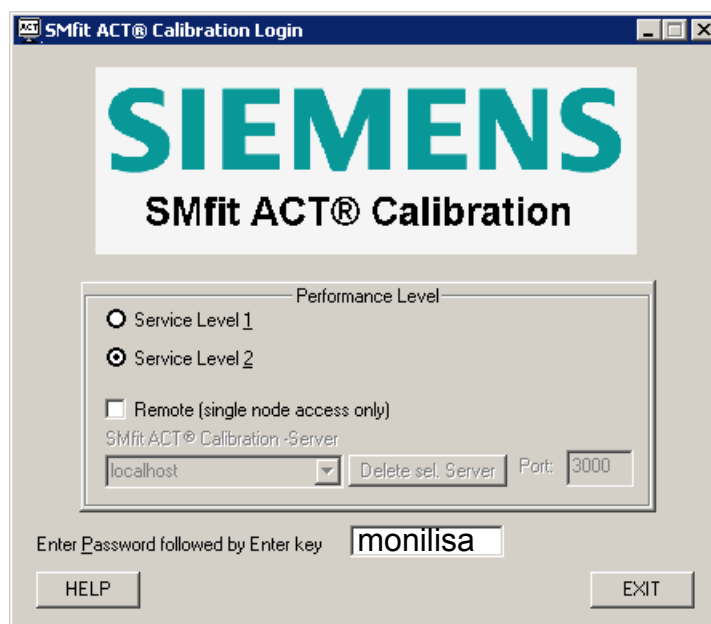 ACT SMfit ACT® Calibration Login
SIEMENS
SMfit ACT® Calibration
Performance Level
Service Level 1
Service Level 2
Remote (single node access only)
SMfit ACT® Calibration -Server
localhost Delete sel. Server Port: 3000
Enter Password followed by Enter key monilisa
HELP EXIT